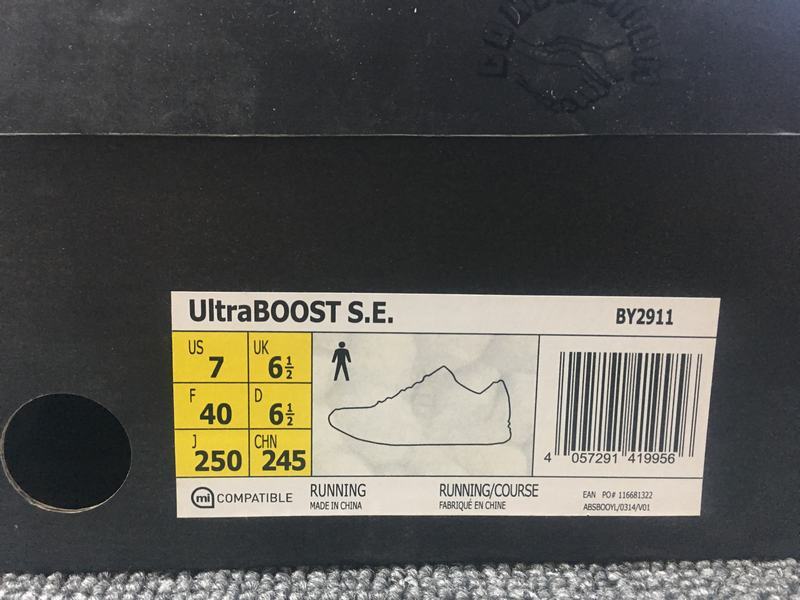 UltraBOOST S.E.
BY2911
US 7
UK 6½
F 40
D 6½
J 250
CHN 245
4 057291 419956
mi COMPATIBLE
RUNNING
MADE IN CHINA
RUNNING/COURSE
FABRIQUÉ EN CHINE
EAN PO# 116681322
ABSBOOYL/0314/V01